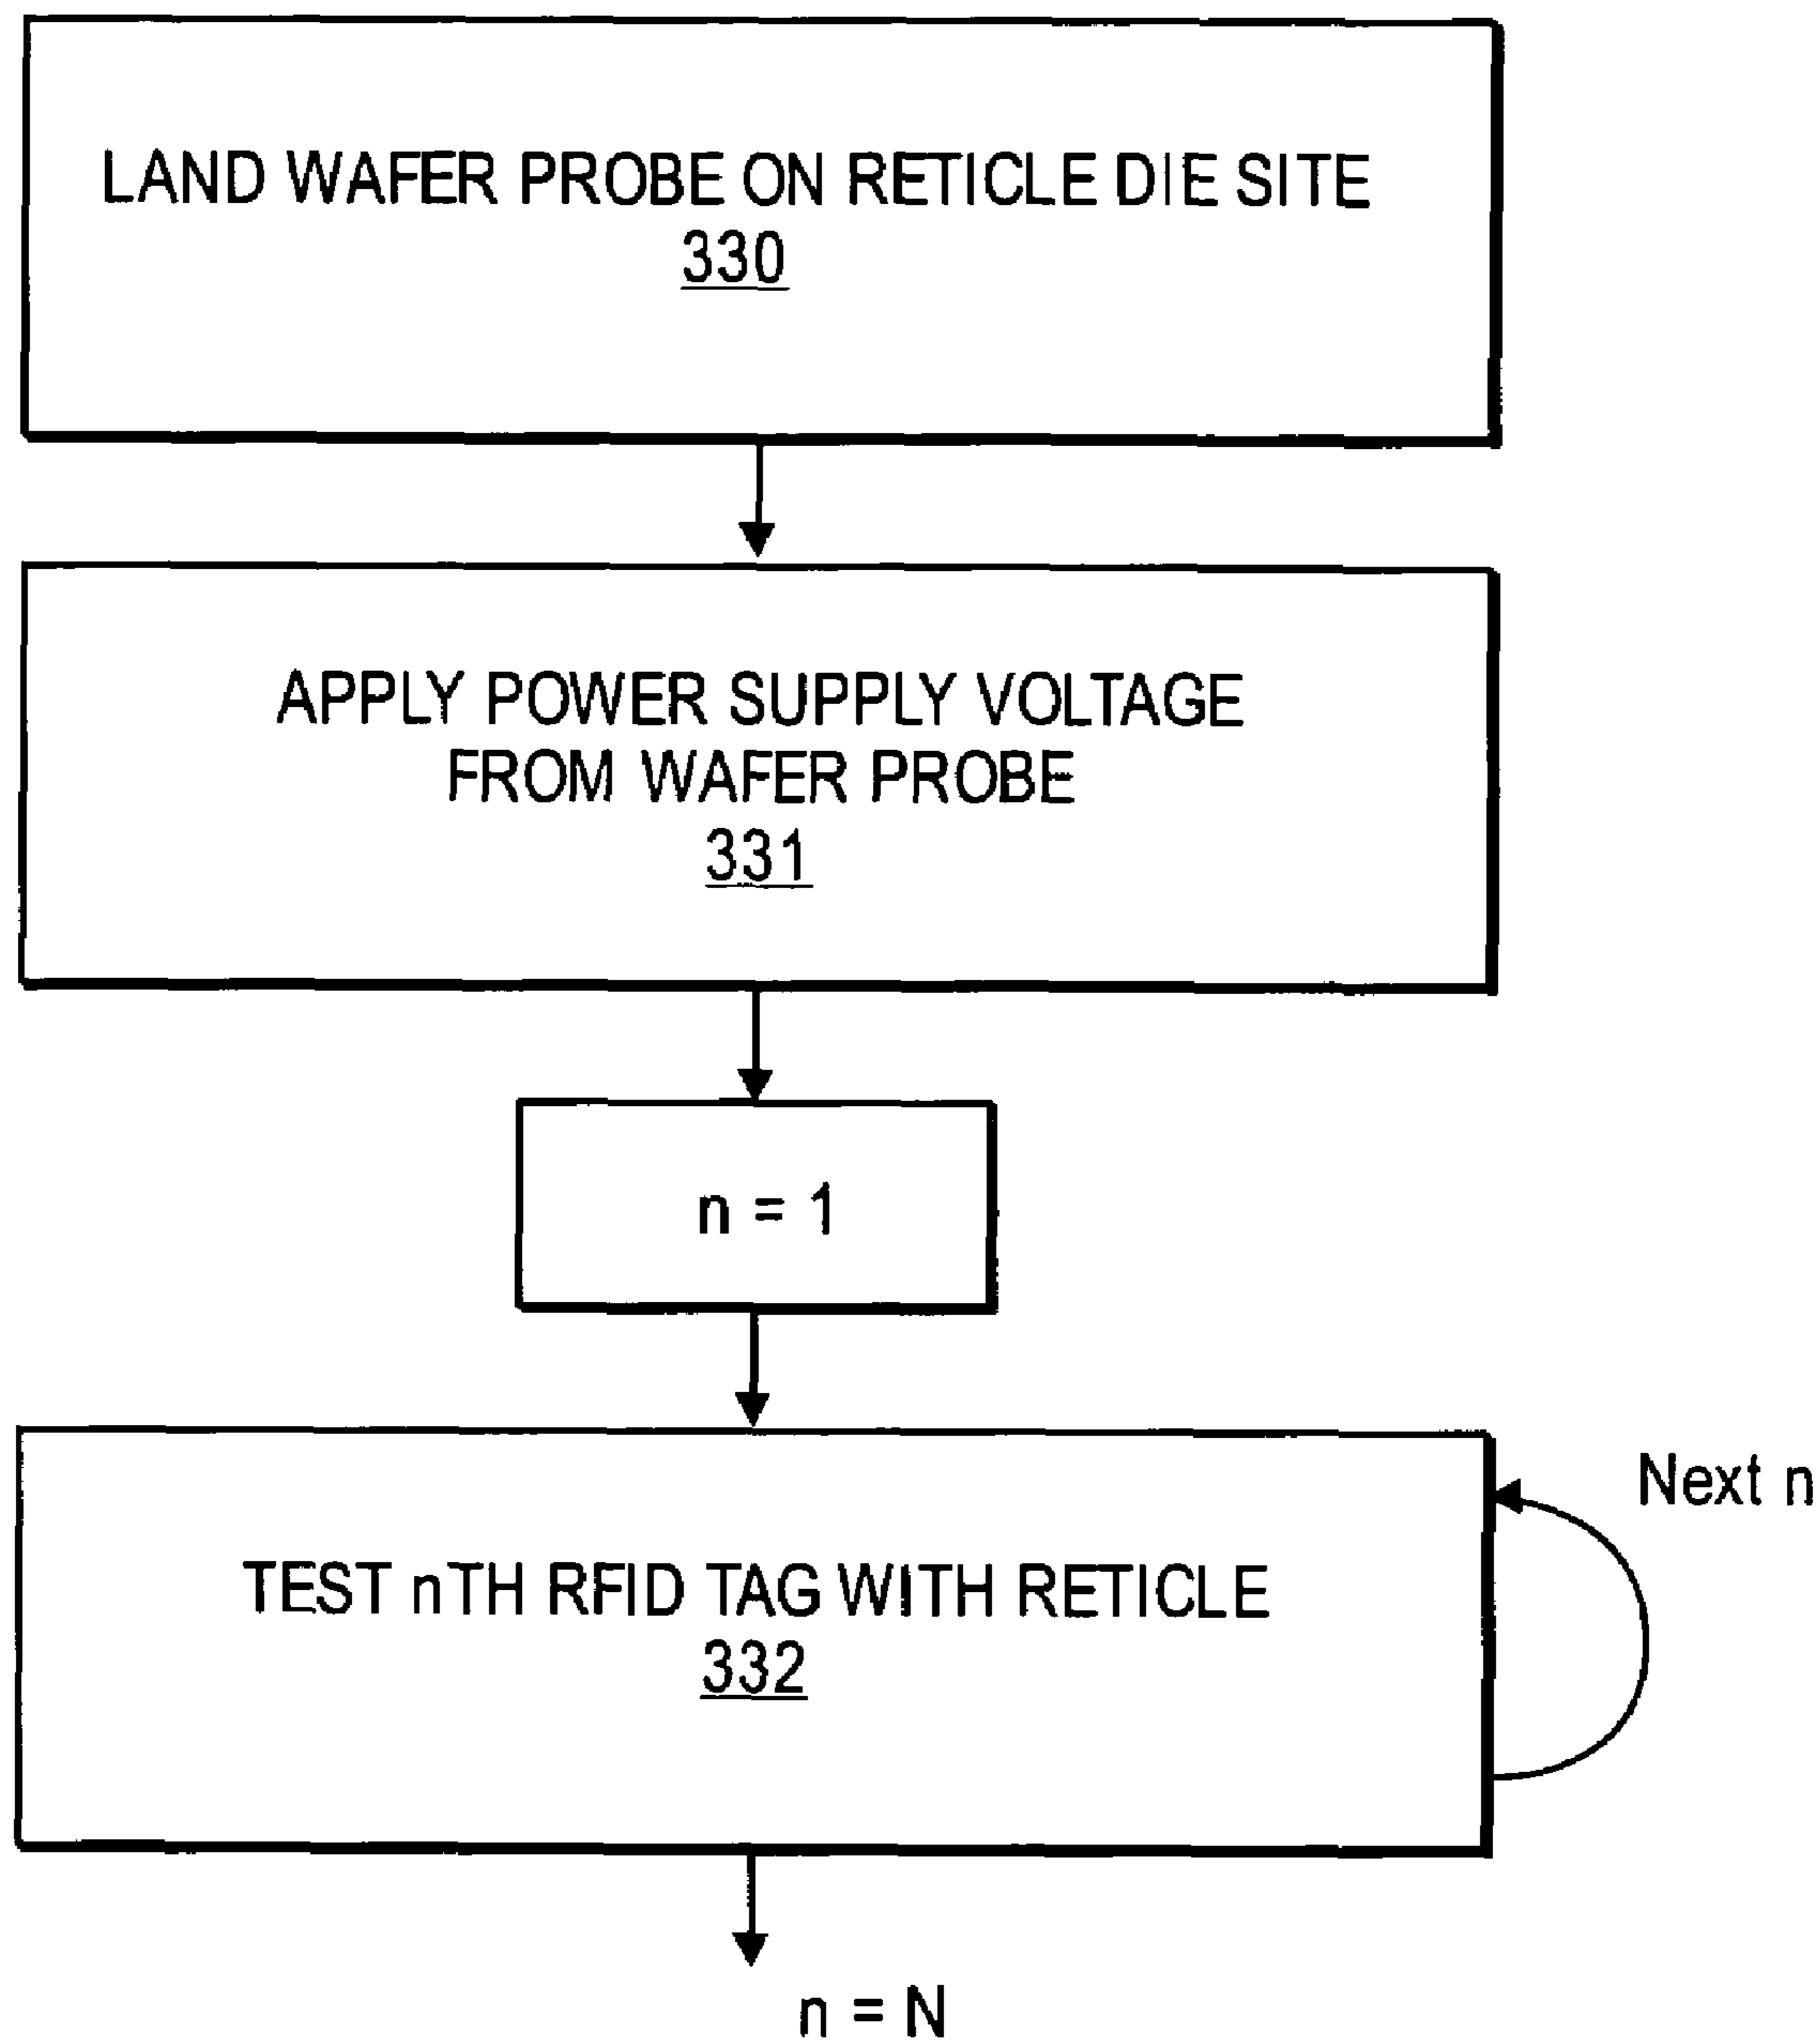 LAND WAFER PROBE ON RETICLE DIE SITE
330
APPLY POWER SUPPLY VOLTAGE
FROM WAFER PROBE
331
n = 1
Next n
TEST nTH RFID TAG WITH RETICLE
332
n = N